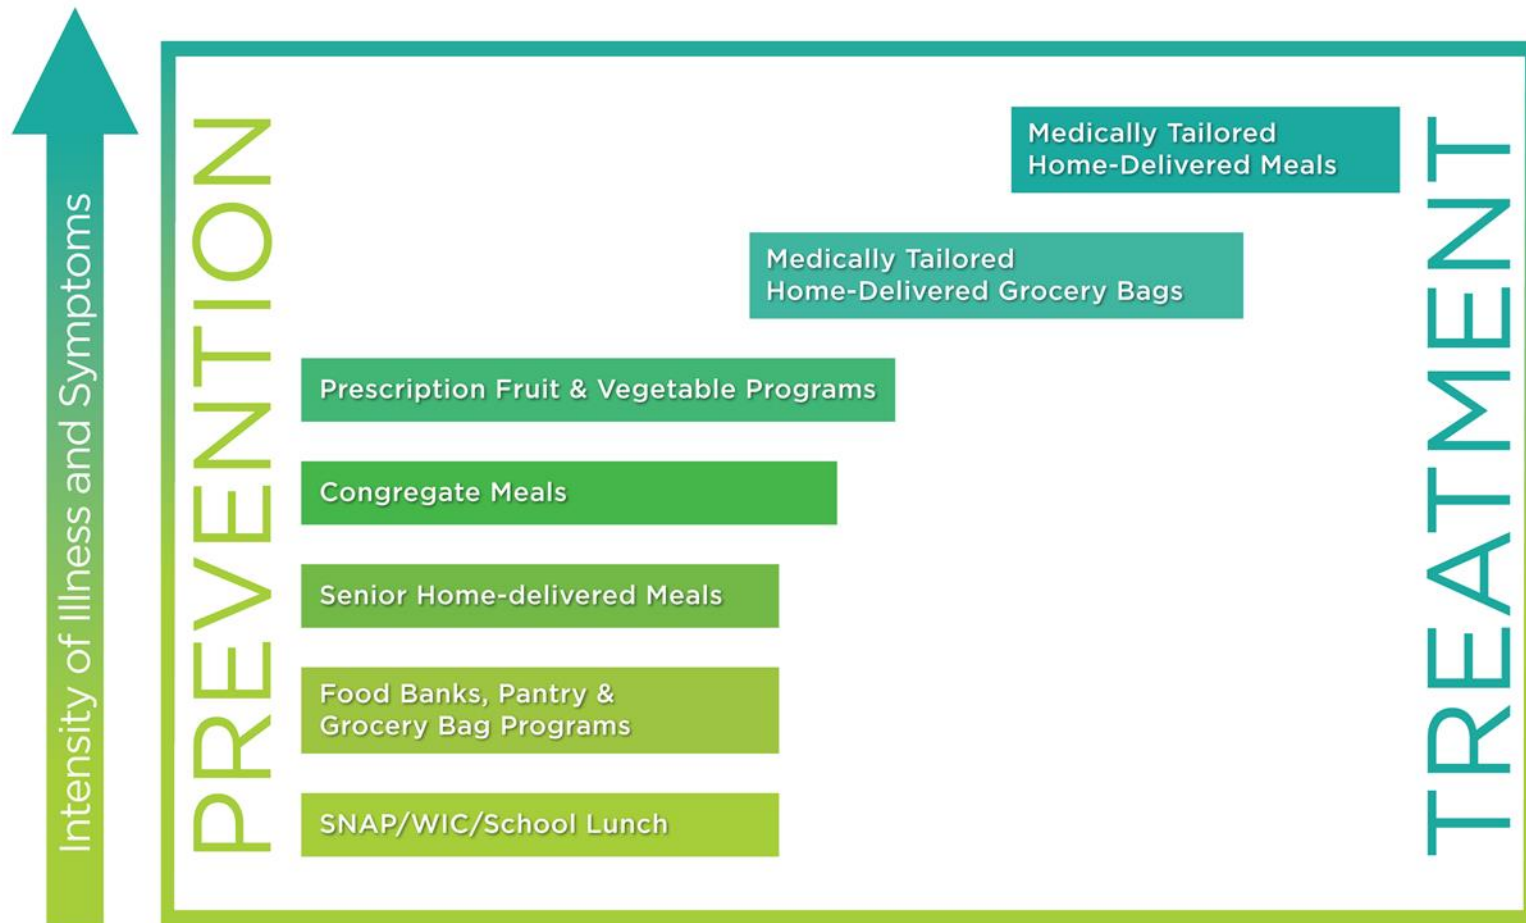 Intensity of Illness and Symptoms
PREVENTION
Medically Tailored
Home-Delivered Meals
Medically Tailored
Home-Delivered Grocery Bags
Prescription Fruit & Vegetable Programs
Congregate Meals
Senior Home-delivered Meals
Food Banks, Pantry &
Grocery Bag Programs
SNAP/WIC/School Lunch
TREATMENT